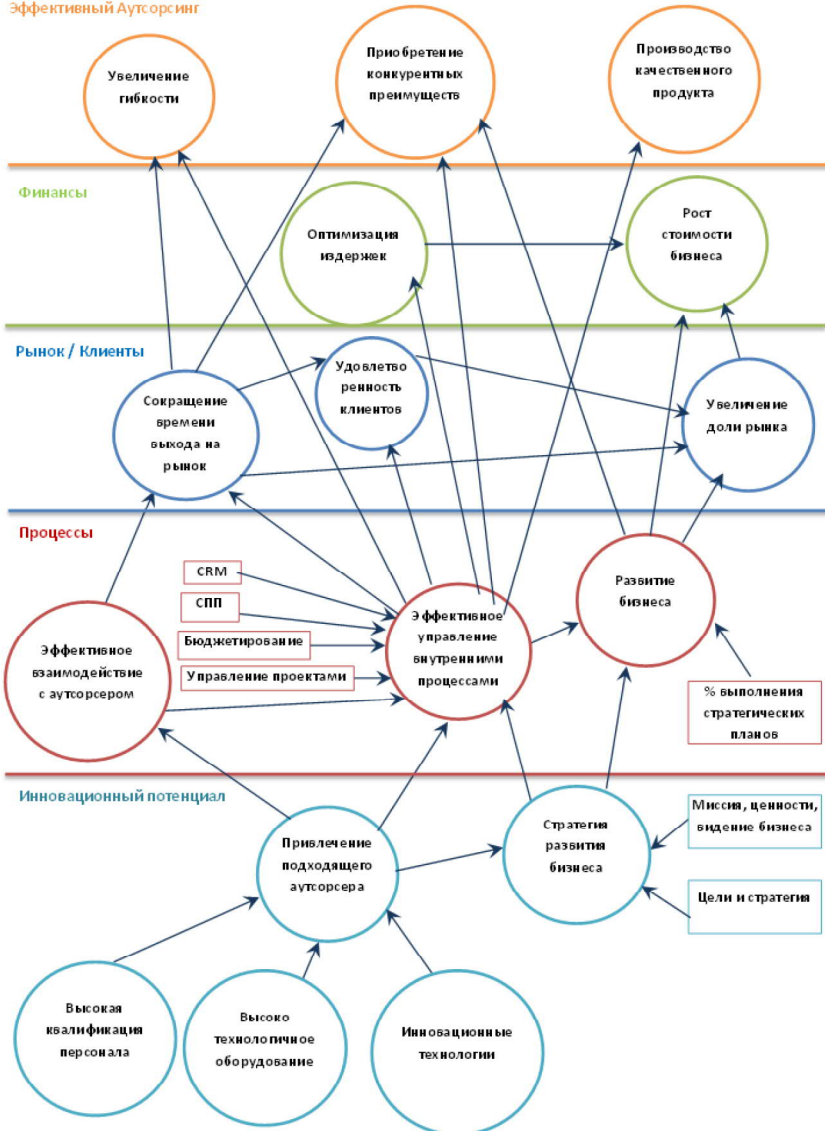 Эффективный Аутсорсинг
Увеличение
гибкости
Приобретение
конкурентных
преимуществ
Производство
качественного
продукта
Финансы
Оптимизация
издержек
Рост
стоимости
бизнеса
Рынок / Клиенты
Сокращение
времени
выхода на
рынок
Удовлетво
ренность
клиентов
Увеличение
доли рынка
Процессы
CRM
СПП
Бюджетирование
Управление проектами
Эффективное
взаимодействие
с аутсорсером
Эффективное
управление
внутренними
процессами
Развитие
бизнеса
% выполнения
стратегических
планов
Инновационный потенциал
Привлечение
подходящего
аутсорсера
Стратегия
развития
бизнеса
Миссия, ценности,
видение бизнеса
Цели и стратегия
Высокая
квалификация
персонала
Высоко
технологичное
оборудование
Инновационные
технологии